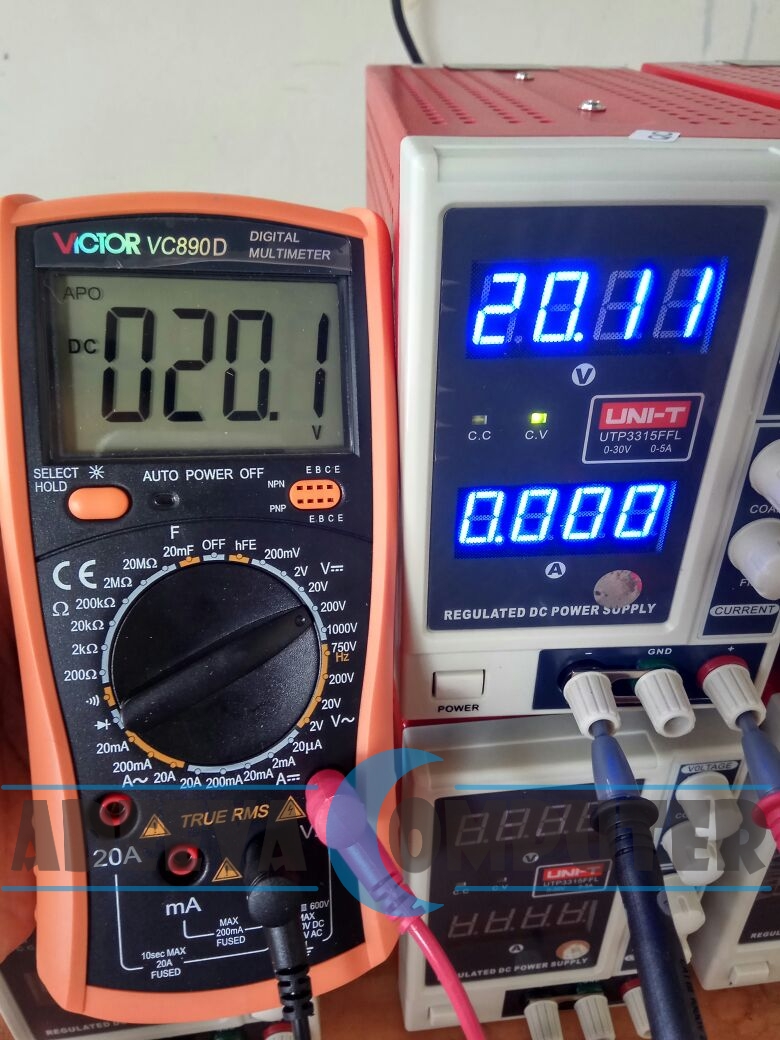 VICTOR VC890D DIGITAL
MULTIMETER
APO
DC 020.1
V
SELECT
HOLD
AUTO POWER OFF
E B C E
NPN
PNP
E B C E
F
20mF OFF hFE 200mV
20MΩ
2MΩ
Ω 200kΩ
20kΩ
2kΩ
200Ω
2V V⎓
20V
200V
1000V
750V
Hz
200V
20V
2V V~
20mA
200mA
A~ 20A 20A 200mA 20mA 2mA A⎓
20μA
CE
TRUE RMS
20A
mA
MAX
200mA
FUSED
10sec MAX
20A
FUSED
600V
20.11
V
C.C C.V
UNI-T
UTP3315FFL
0-30V 0-5A
0.000
A
REGULATED DC POWER SUPPLY
CURRENT
POWER
- GND +
VOLTAGE
V
C.V
UNI-T
UTP3315FFL
A
REGULATED DC POWER SUPPLY
COMPUTER